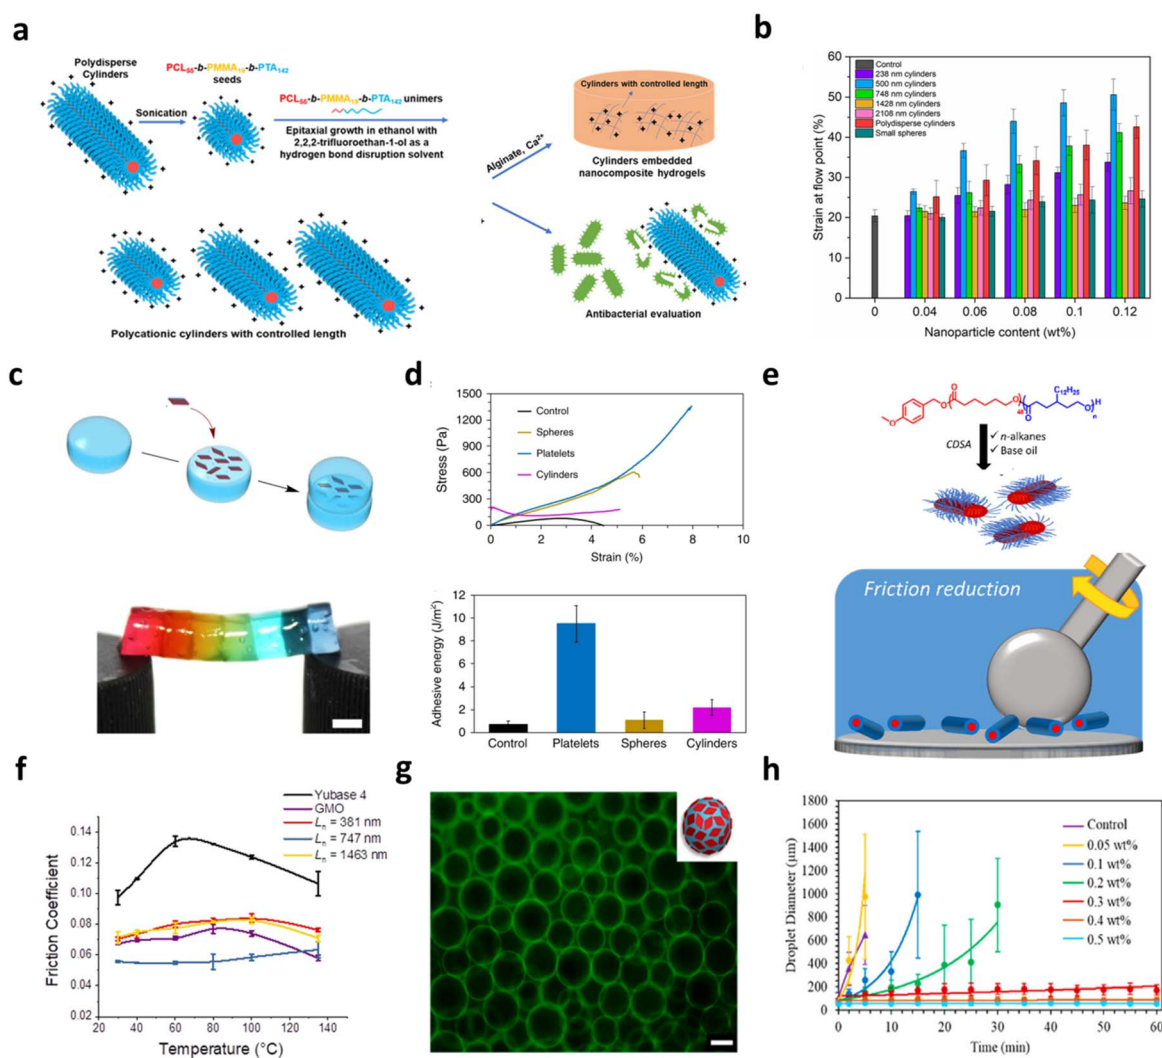 a
Polydisperse
Cylinders
PCL55-b-PMMA18-b-PTA142
seeds
Sonication
PCL55-b-PMMA18-b-PTA142 unimers
Epitaxial growth in ethanol with
2,2,2-trifluoroethan-1-ol as a
hydrogen bond disruption solvent
Polycationic cylinders with controlled length
Alginate, Ca2+
Cylinders with controlled length
Cylinders embedded
nanocomposite hydrogels
Antibacterial evaluation
b
Strain at flow point (%)
60
50
40
30
20
10
0
Control
238 nm cylinders
500 nm cylinders
748 nm cylinders
1428 nm cylinders
2108 nm cylinders
Polydisperse cylinders
Small spheres
0 0.04 0.06 0.08 0.1 0.12
Nanoparticle content (wt%)
c
d
Stress (Pa)
1500
1200
900
600
300
0
Control
Spheres
Platelets
Cylinders
0 2 4 6 8 10
Strain (%)
Adhesive energy (J/m2)
12
10
8
6
4
2
0
Control Platelets Spheres Cylinders
e
C12H25
O O O O H
48 n
O
CDSA
✓ n-alkanes
✓ Base oil
Friction reduction
f
Friction Coefficient
0.14
0.12
0.10
0.08
0.06
0.04
0.02
Yubase 4
GMO
Ln = 381 nm
Ln = 747 nm
Ln = 1463 nm
20 40 60 80 100 120 140
Temperature (°C)
g
h
Droplet Diameter (µm)
1800
1600
1400
1200
1000
800
600
400
200
0
Control
0.05 wt%
0.1 wt%
0.2 wt%
0.3 wt%
0.4 wt%
0.5 wt%
0 10 20 30 40 50 60
Time (min)